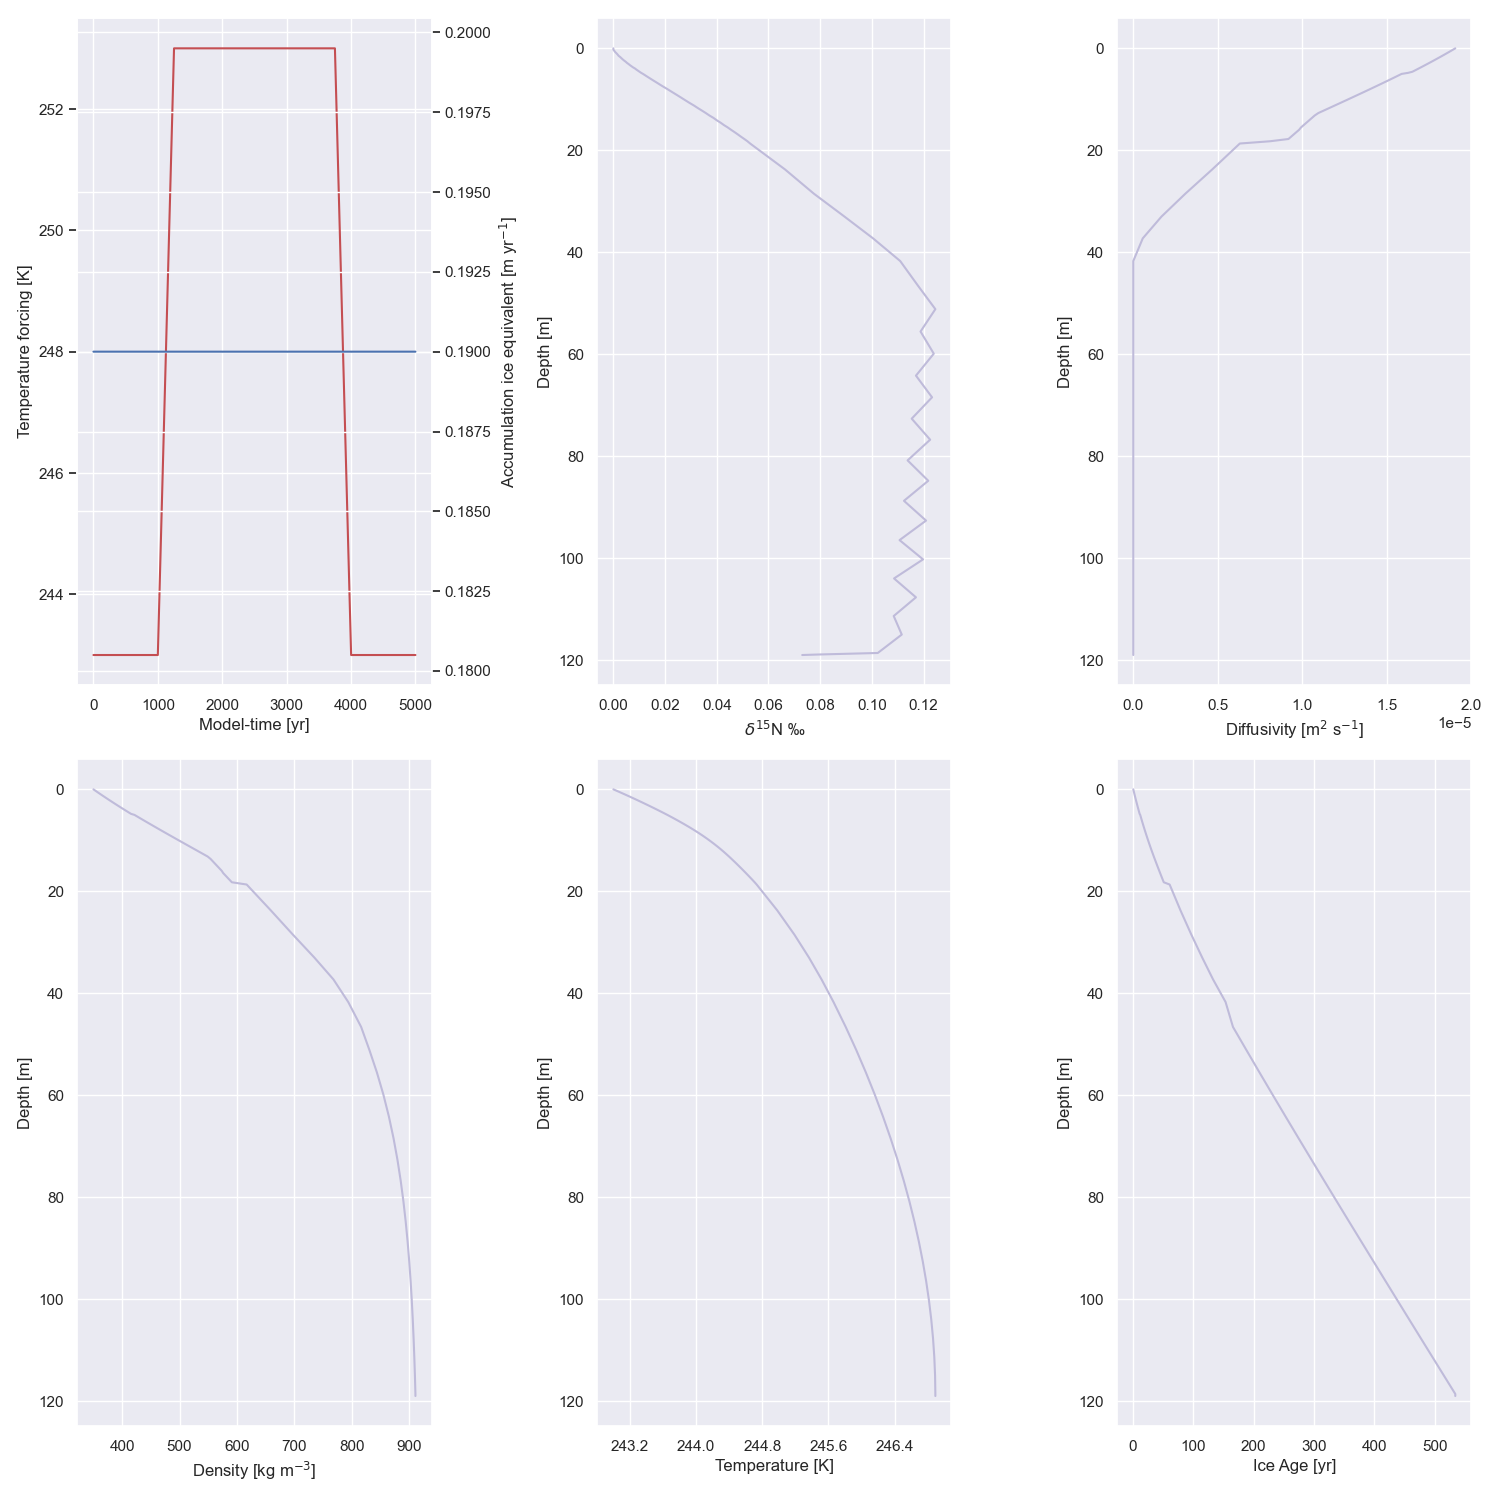 252
250
248
246
244
Temperature forcing [K]
0.2000
0.1975
0.1950
0.1925
0.1900
0.1875
0.1850
0.1825
0.1800
Accumulation ice equivalent [m yr⁻¹]
0 1000 2000 3000 4000 5000
Model-time [yr]
0
20
40
60
80
100
120
Depth [m]
0.00 0.02 0.04 0.06 0.08 0.10 0.12
δ¹⁵N ‰
0
20
40
60
80
100
120
Depth [m]
0.0 0.5 1.0 1.5 2.0
1e−5
Diffusivity [m² s⁻¹]
0
20
40
60
80
100
120
Depth [m]
400 500 600 700 800 900
Density [kg m⁻³]
0
20
40
60
80
100
120
Depth [m]
243.2 244.0 244.8 245.6 246.4
Temperature [K]
0
20
40
60
80
100
120
Depth [m]
0 100 200 300 400 500
Ice Age [yr]